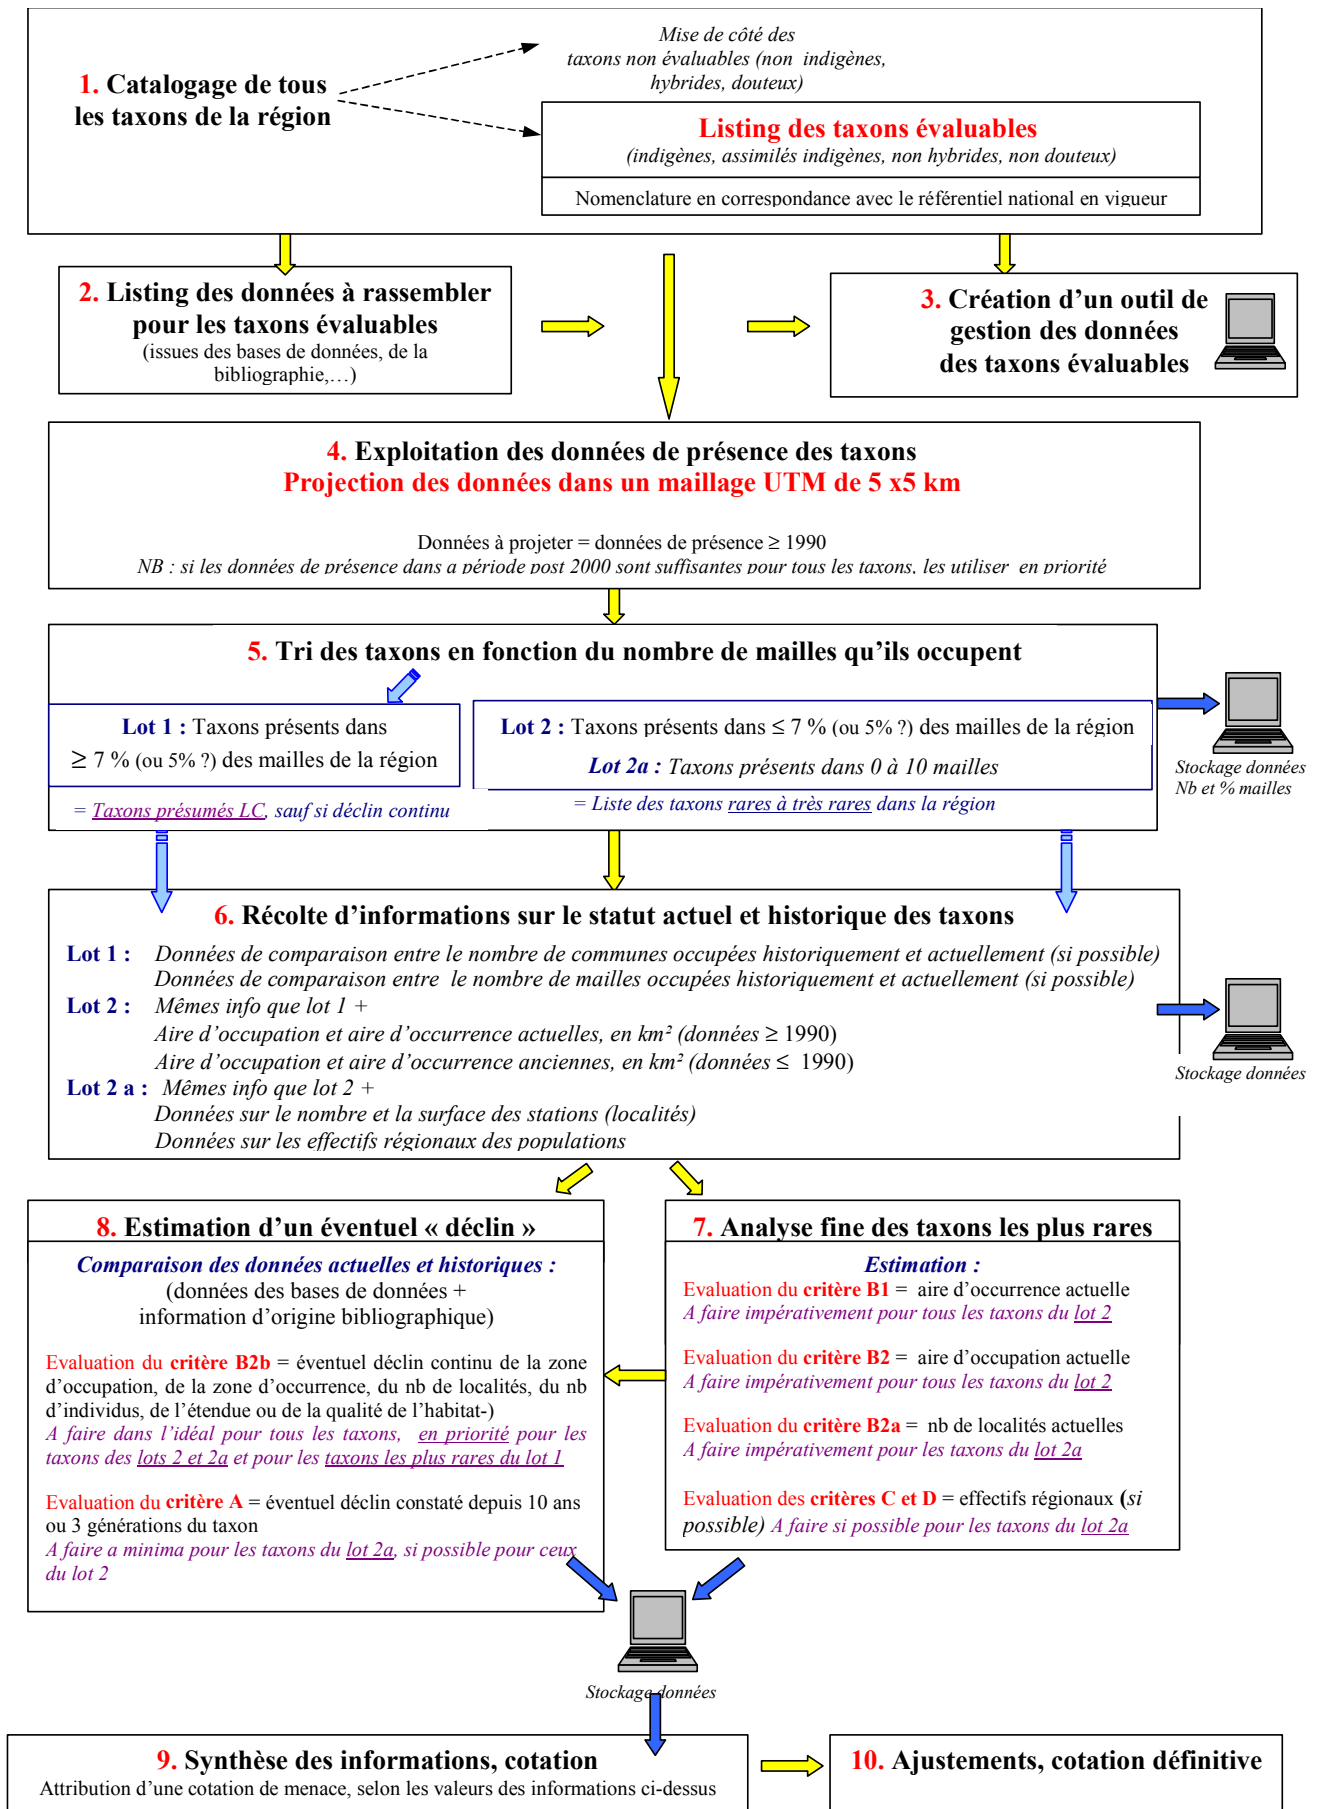 Mise de côté des
taxons non évaluables (non indigènes,
hybrides, douteux)
1. Catalogage de tous
les taxons de la région
Listing des taxons évaluables
(indigènes, assimilés indigènes, non hybrides, non douteux)
Nomenclature en correspondance avec le référentiel national en vigueur
2. Listing des données à rassembler
pour les taxons évaluables
(issues des bases de données, de la
bibliographie,…)
3. Création d’un outil de
gestion des données
des taxons évaluables
4. Exploitation des données de présence des taxons
Projection des données dans un maillage UTM de 5 x5 km
Données à projeter = données de présence ≥ 1990
NB : si les données de présence dans a période post 2000 sont suffisantes pour tous les taxons, les utiliser en priorité
5. Tri des taxons en fonction du nombre de mailles qu’ils occupent
Lot 1 : Taxons présents dans
≥ 7 % (ou 5% ?) des mailles de la région
= Taxons présumés LC, sauf si déclin continu
Lot 2 : Taxons présents dans ≤ 7 % (ou 5% ?) des mailles de la région
Lot 2a : Taxons présents dans 0 à 10 mailles
= Liste des taxons rares à très rares dans la région
Stockage données
Nb et % mailles
6. Récolte d’informations sur le statut actuel et historique des taxons
Lot 1 : Données de comparaison entre le nombre de communes occupées historiquement et actuellement (si possible)
Données de comparaison entre le nombre de mailles occupées historiquement et actuellement (si possible)
Lot 2 : Mêmes info que lot 1 +
Aire d’occupation et aire d’occurrence actuelles, en km² (données ≥ 1990)
Aire d’occupation et aire d’occurrence anciennes, en km² (données ≤ 1990)
Lot 2 a : Mêmes info que lot 2 +
Données sur le nombre et la surface des stations (localités)
Données sur les effectifs régionaux des populations
Stockage données
8. Estimation d’un éventuel « déclin »
Comparaison des données actuelles et historiques :
(données des bases de données +
information d’origine bibliographique)
Evaluation du critère B2b = éventuel déclin continu de la zone
d’occupation, de la zone d’occurrence, du nb de localités, du nb
d’individus, de l’étendue ou de la qualité de l’habitat-)
A faire dans l’idéal pour tous les taxons, en priorité pour les
taxons des lots 2 et 2a et pour les taxons les plus rares du lot 1
Evaluation du critère A = éventuel déclin constaté depuis 10 ans
ou 3 générations du taxon
A faire a minima pour les taxons du lot 2a, si possible pour ceux
du lot 2
7. Analyse fine des taxons les plus rares
Estimation :
Evaluation du critère B1 = aire d’occurrence actuelle
A faire impérativement pour tous les taxons du lot 2
Evaluation du critère B2 = aire d’occupation actuelle
A faire impérativement pour tous les taxons du lot 2
Evaluation du critère B2a = nb de localités actuelles
A faire impérativement pour les taxons du lot 2a
Evaluation des critères C et D = effectifs régionaux (si
possible) A faire si possible pour les taxons du lot 2a
Stockage données
9. Synthèse des informations, cotation
Attribution d’une cotation de menace, selon les valeurs des informations ci-dessus
10. Ajustements, cotation définitive